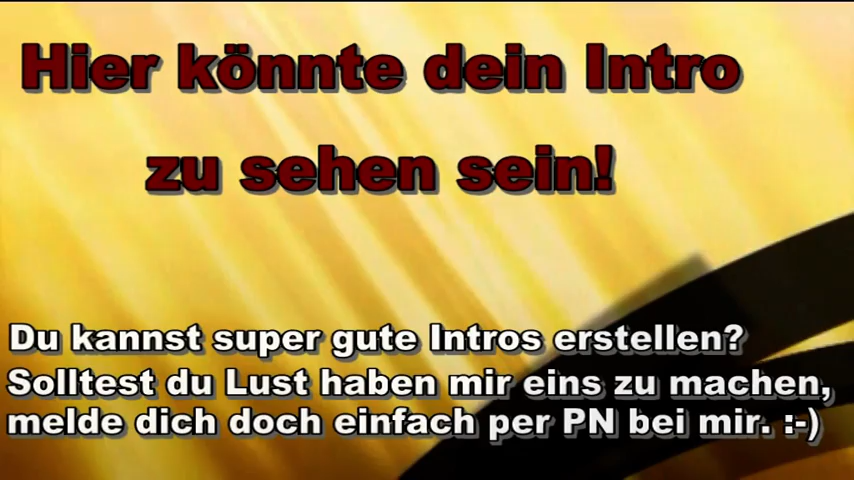 Hier könnte dein Intro
zu sehen sein!
Du kannst super gute Intros erstellen?
Solltest du Lust haben mir eins zu machen,
melde dich doch einfach per PN bei mir. :-)